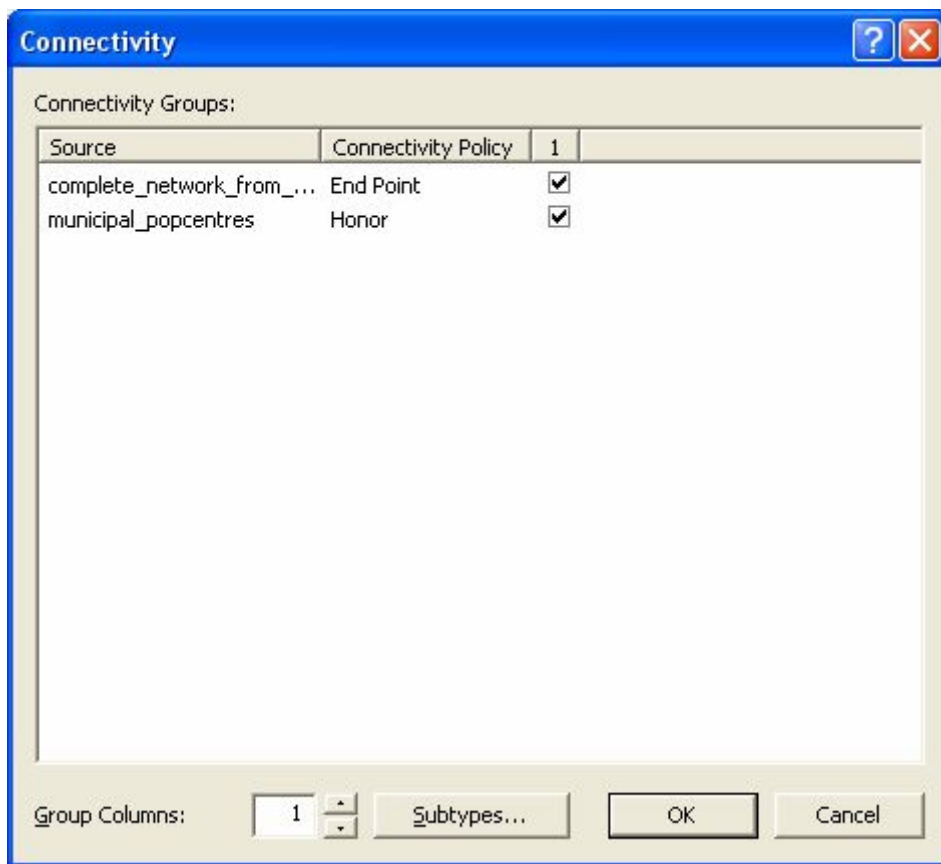 Connectivity
Connectivity Groups:
Source Connectivity Policy 1
complete_network_from_... End Point
municipal_popcentres Honor
Group Columns: 1 Subtypes... OK Cancel